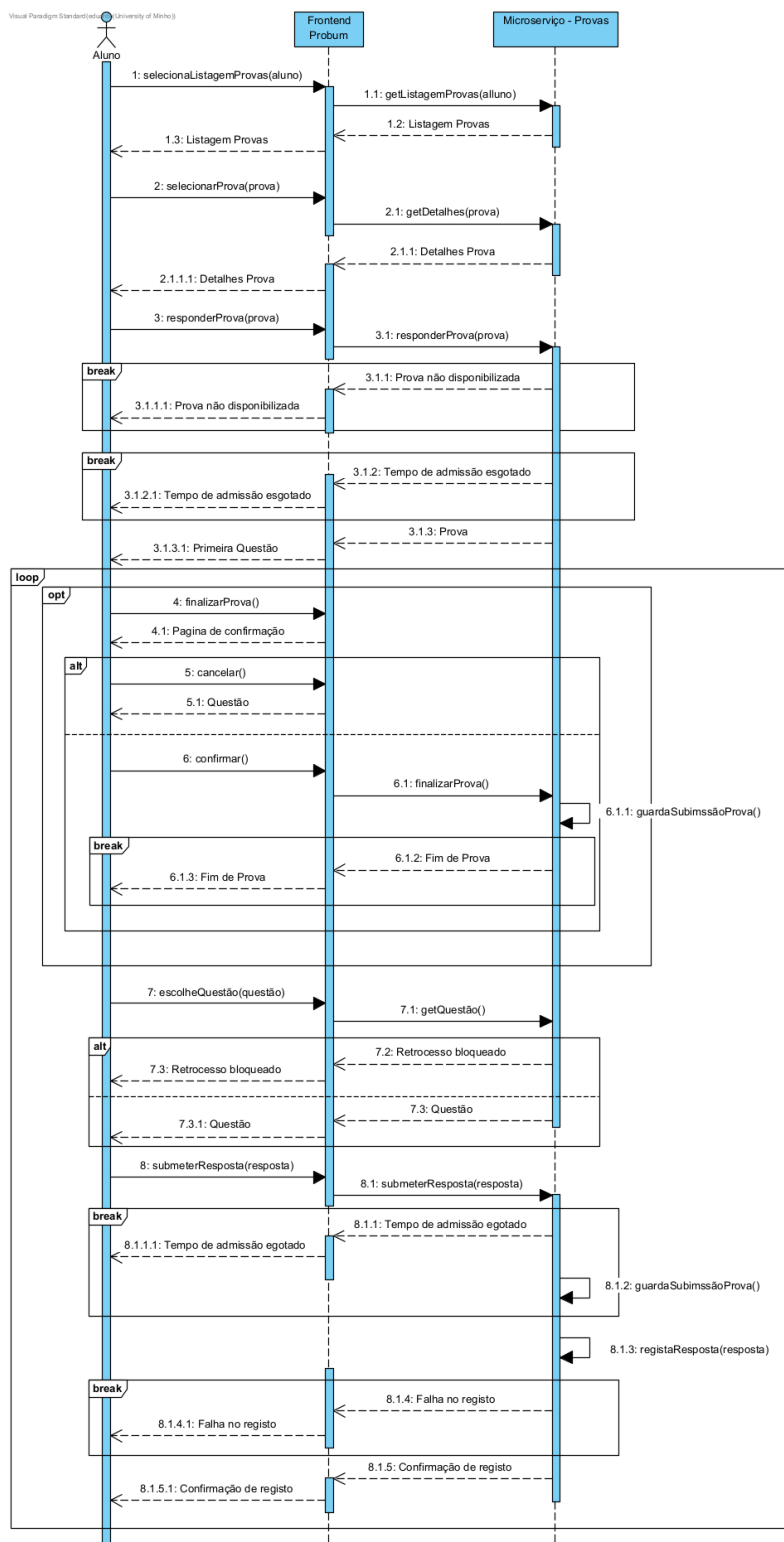 Visual Paradigm Standard(eduardo(University of Minho))
Frontend
Probum
Microserviço - Provas
Aluno
1: selecionaListagemProvas(aluno)
1.1: getListagemProvas(alluno)
1.2: Listagem Provas
1.3: Listagem Provas
2: selecionarProva(prova)
2.1: getDetalhes(prova)
2.1.1: Detalhes Prova
2.1.1.1: Detalhes Prova
3: responderProva(prova)
3.1: responderProva(prova)
break
3.1.1: Prova não disponibilizada
3.1.1.1: Prova não disponibilizada
break
3.1.2: Tempo de admissão esgotado
3.1.2.1: Tempo de admissão esgotado
3.1.3: Prova
3.1.3.1: Primeira Questão
loop
opt
4: finalizarProva()
4.1: Pagina de confirmação
alt
5: cancelar()
5.1: Questão
6: confirmar()
6.1: finalizarProva()
6.1.1: guardaSubimssãoProva()
break
6.1.2: Fim de Prova
6.1.3: Fim de Prova
7: escolheQuestão(questão)
7.1: getQuestão()
alt
7.2: Retrocesso bloqueado
7.3: Retrocesso bloqueado
7.3: Questão
7.3.1: Questão
8: submeterResposta(resposta)
8.1: submeterResposta(resposta)
break
8.1.1: Tempo de admissão egotado
8.1.1.1: Tempo de admissão egotado
8.1.2: guardaSubimssãoProva()
8.1.3: registaResposta(resposta)
break
8.1.4: Falha no registo
8.1.4.1: Falha no registo
8.1.5: Confirmação de registo
8.1.5.1: Confirmação de registo